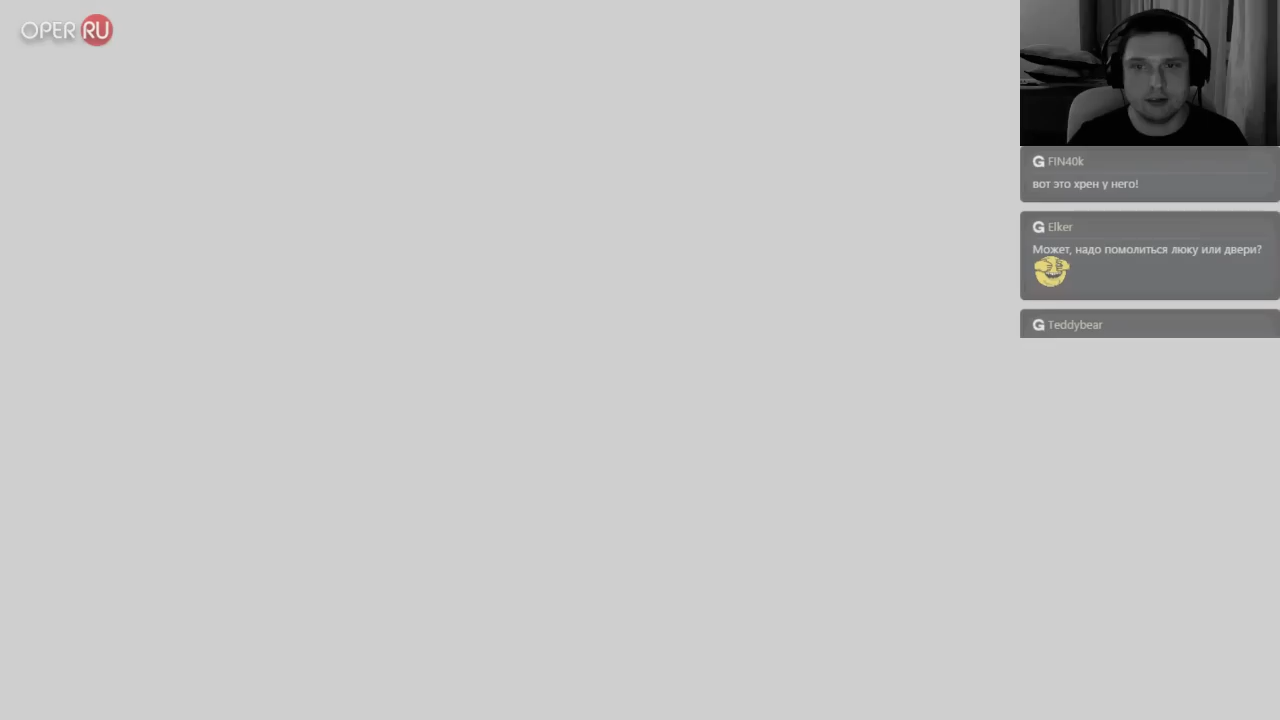 OPER RU
FIN40k
вот это хрен у него!
Elker
Может, надо помолиться люку или двери?
Teddybear